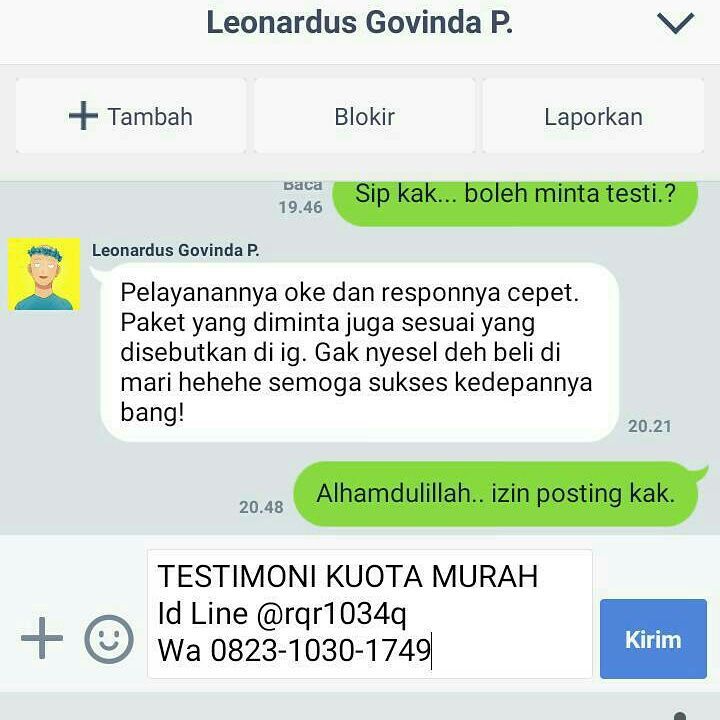 Leonardus Govinda P.
+ Tambah
Blokir
Laporkan
Baca
19.46
Sip kak... boleh minta testi.?
Leonardus Govinda P.
Pelayanannya oke dan responnya cepet.
Paket yang diminta juga sesuai yang
disebutkan di ig. Gak nyesel deh beli di
mari hehehe semoga sukses kedepannya
bang!
20.21
20.48
Alhamdulillah.. izin posting kak.
TESTIMONI KUOTA MURAH
Id Line @rqr1034q
Wa 0823-1030-1749
Kirim